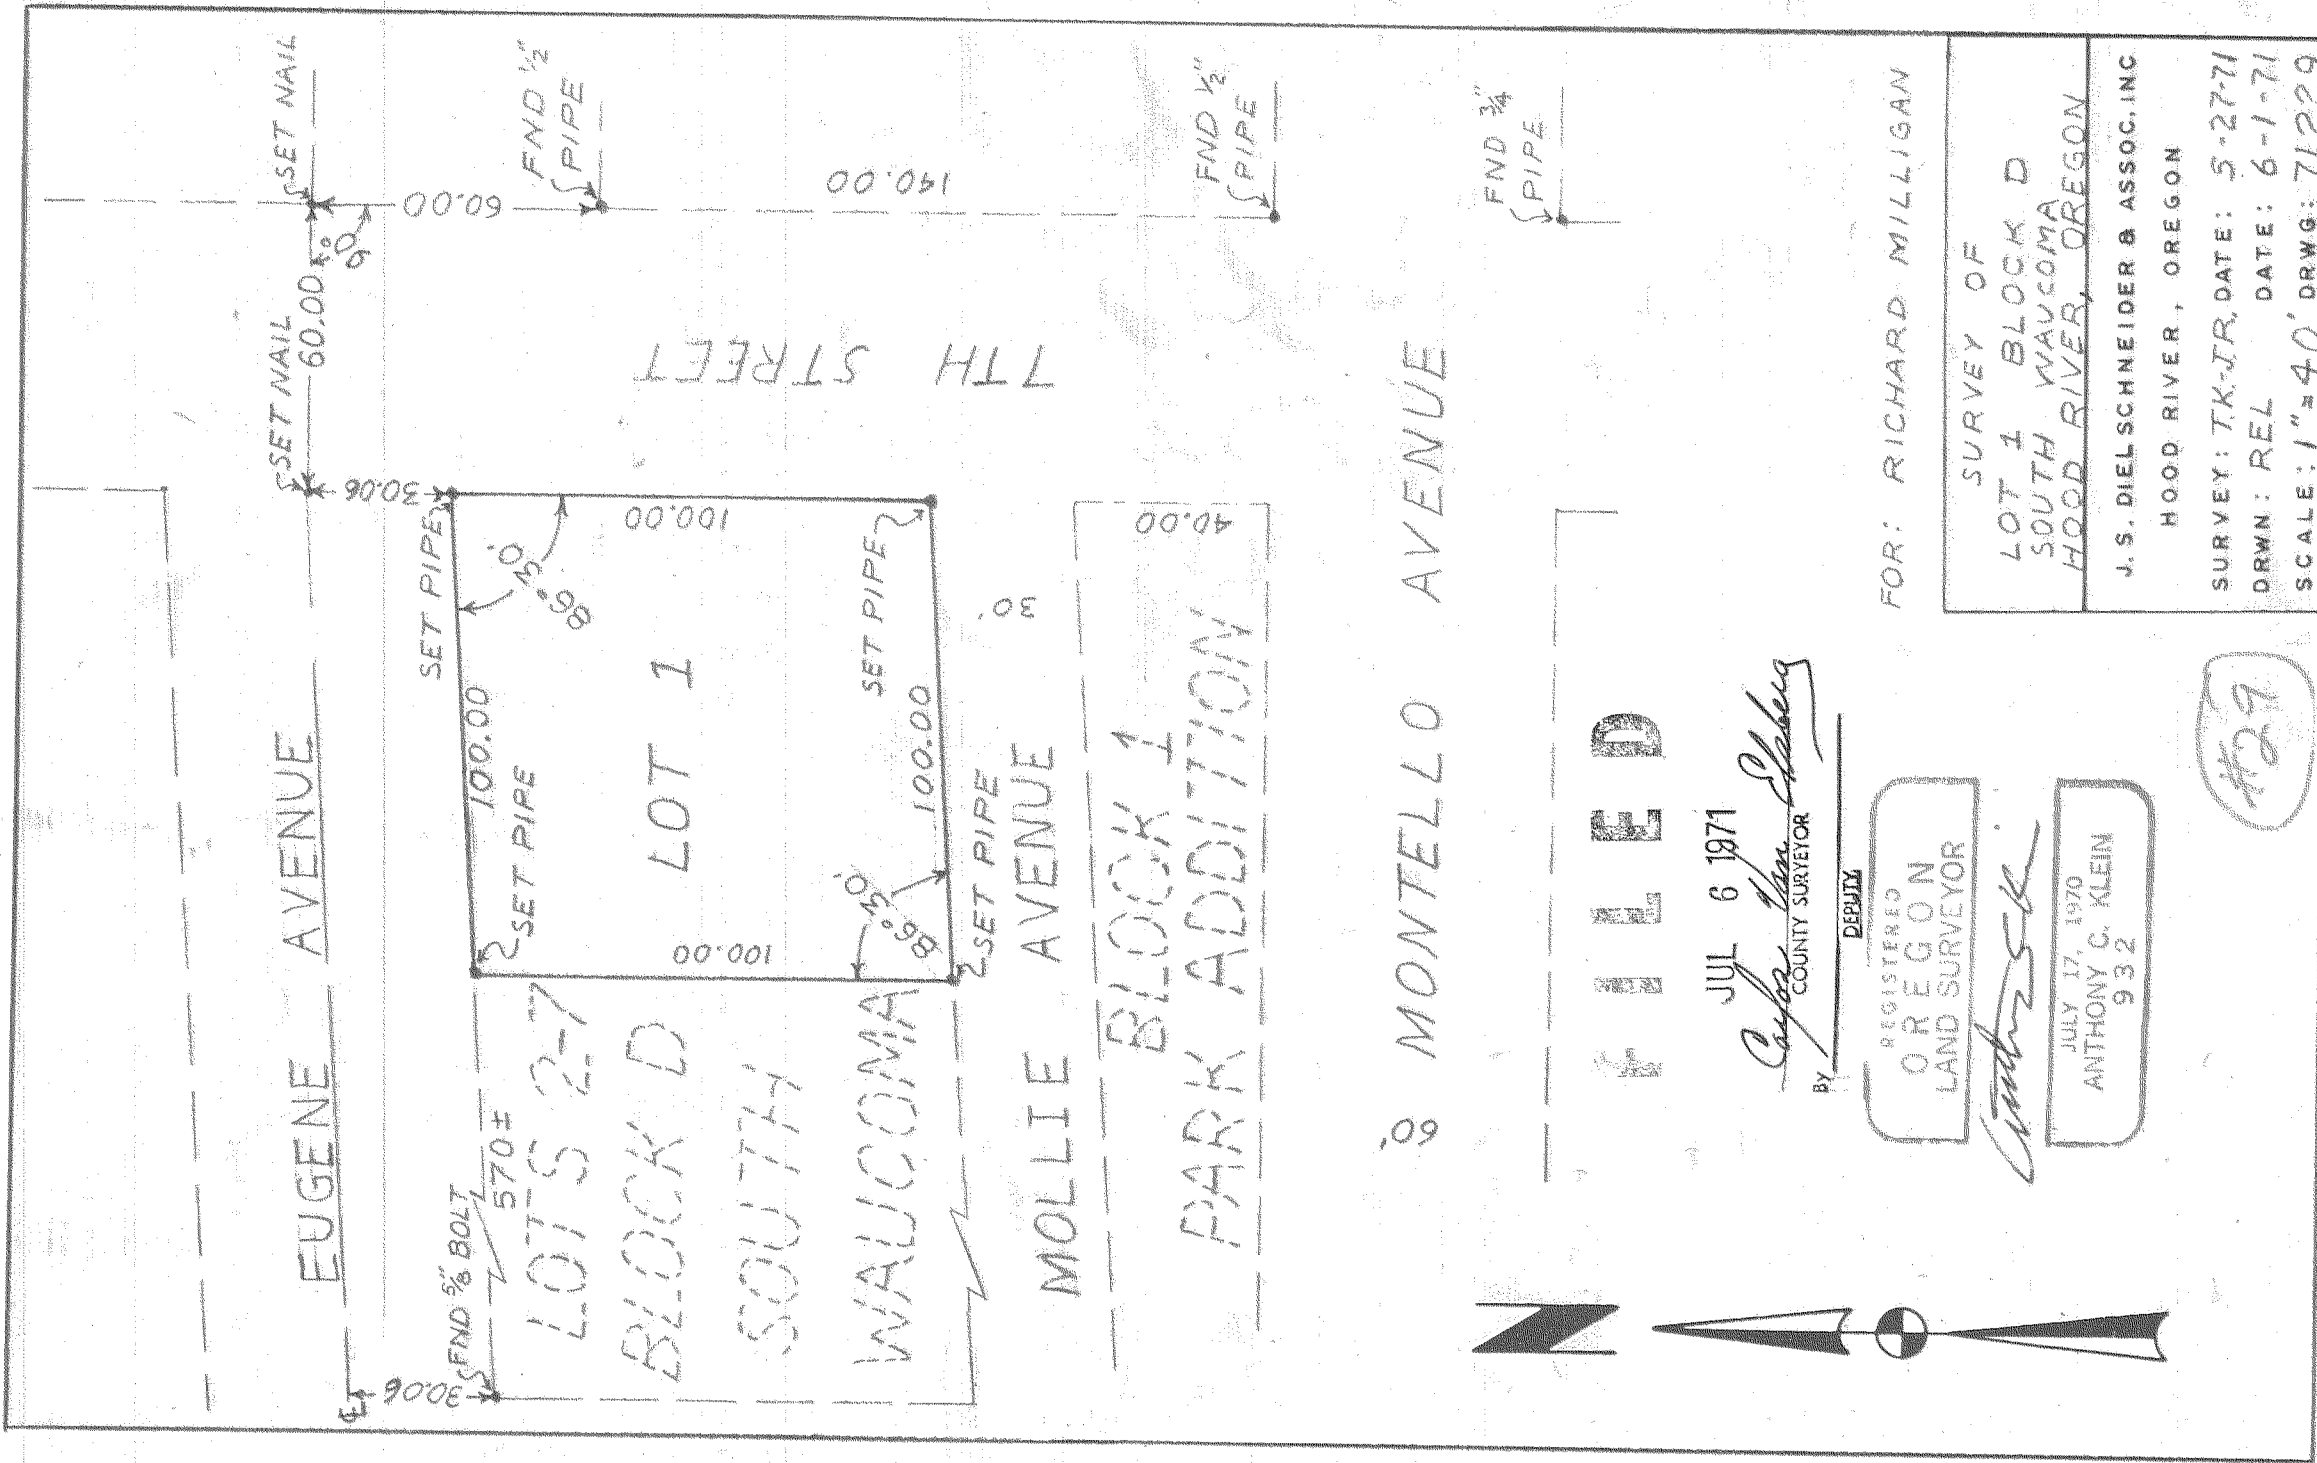 SET NAIL
60.00
SET NAIL
90°
60.00
FND 1/2"
PIPE
140.00
FND 1/2"
PIPE
FND 3/4"
PIPE
7TH STREET
EUGENE AVENUE
℄
30.06
30.06
FND 5/8" BOLT
570±
SET PIPE
100.00
SET PIPE
86°30'
100.00
LOT 1
100.00
86°30'
SET PIPE
100.00
SET PIPE
LOTS 2-7
BLOCK D
SOUTH
WAUCOMA
MOLLIE AVENUE
30'
BLOCK 1
PARK ADDITION
40.00
60' MONTELLO AVENUE
FILED
JUL 6 1971
COUNTY SURVEYOR
By
DEPUTY
REGISTERED
OREGON
LAND SURVEYOR
JULY 17, 1970
ANTHONY C. KLEIN
932
#29
N
FOR: RICHARD MILLIGAN
SURVEY OF
LOT 1 BLOCK D
SOUTH WAUCOMA
HOOD RIVER, OREGON
J.S. DIELSCHNEIDER & ASSOC. INC
HOOD RIVER, OREGON
SURVEY: TK-JR. DATE: 5-27-71
DRWN: REL DATE: 6-1-71
SCALE: 1"=40' DRWG: 71229